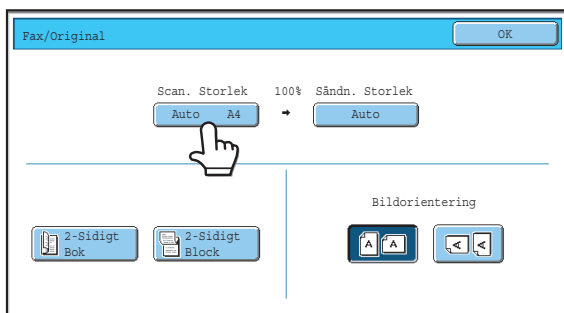 Fax/Original
OK
Scan. Storlek 100% Sändn. Storlek
Auto A4 Auto
Bildorientering
2-Sidigt
Bok
2-Sidigt
Block
A A A A